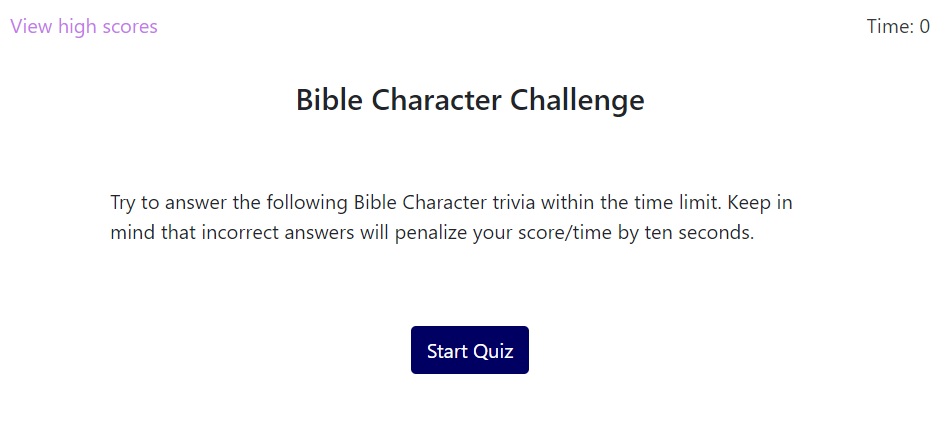 View high scores
Time: 0
Bible Character Challenge
Try to answer the following Bible Character trivia within the time limit. Keep in
mind that incorrect answers will penalize your score/time by ten seconds.
Start Quiz